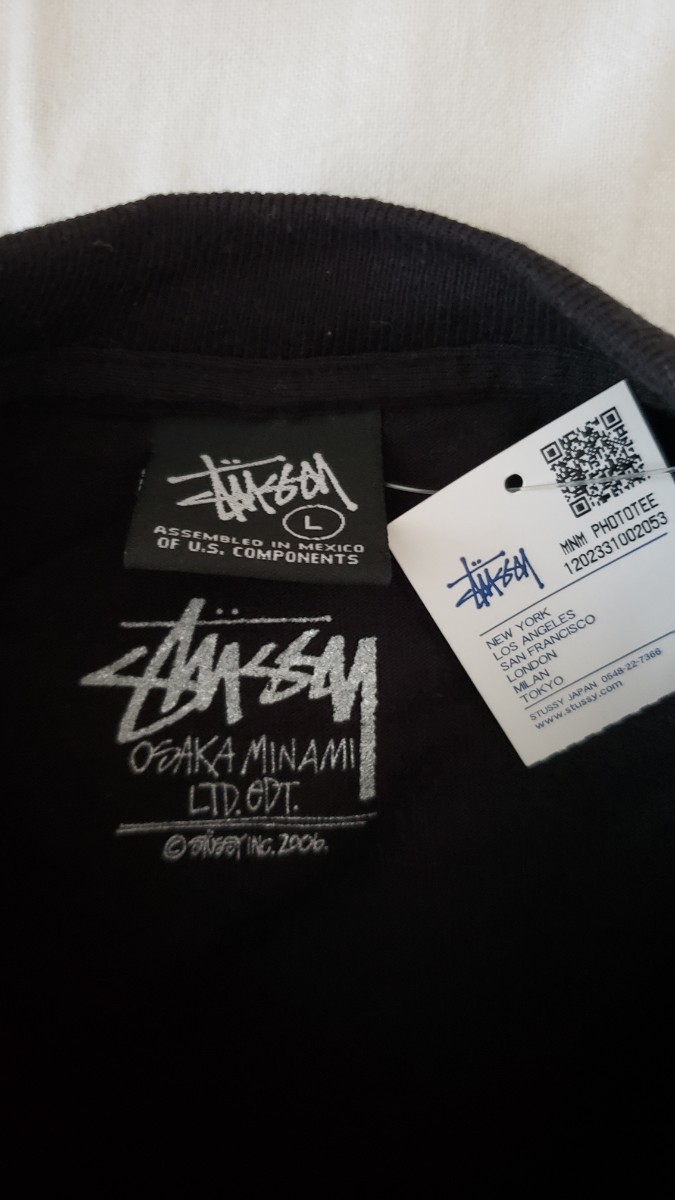 Stüssy
L
ASSEMBLED IN MEXICO
OF U.S. COMPONENTS
Stüssy
OSAKA MINAMI
LTD. EDT.
© STÜSSY INC. 2006.
MNM PHOTOTEE
1202331002053
Stüssy
NEW YORK
LOS ANGELES
SAN FRANCISCO
LONDON
MILAN
TOKYO
STUSSY JAPAN 0548-22-7366
www.stussy.com